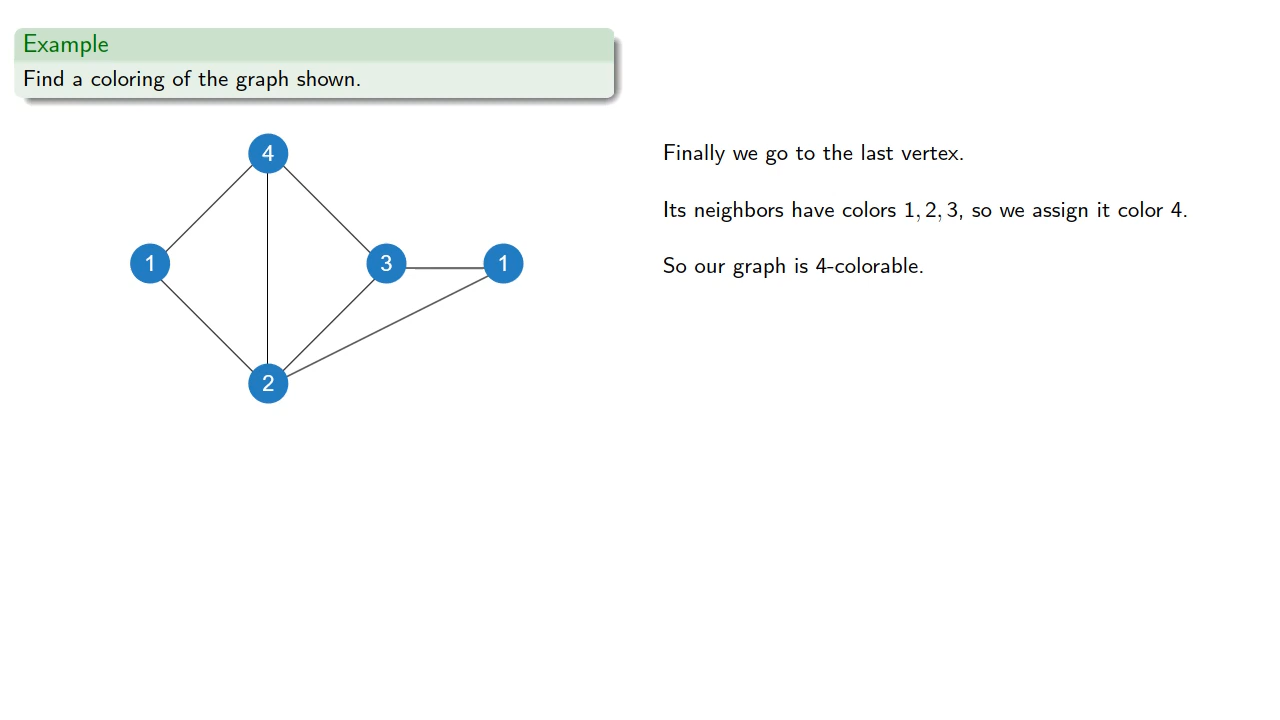 Example
Find a coloring of the graph shown.
4
Finally we go to the last vertex.
Its neighbors have colors 1, 2, 3, so we assign it color 4.
1
3
1
So our graph is 4-colorable.
2